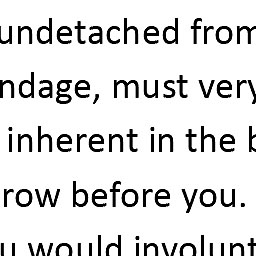 undetached from
ndage, must very
inherent in the b
row before you.
u would involunt